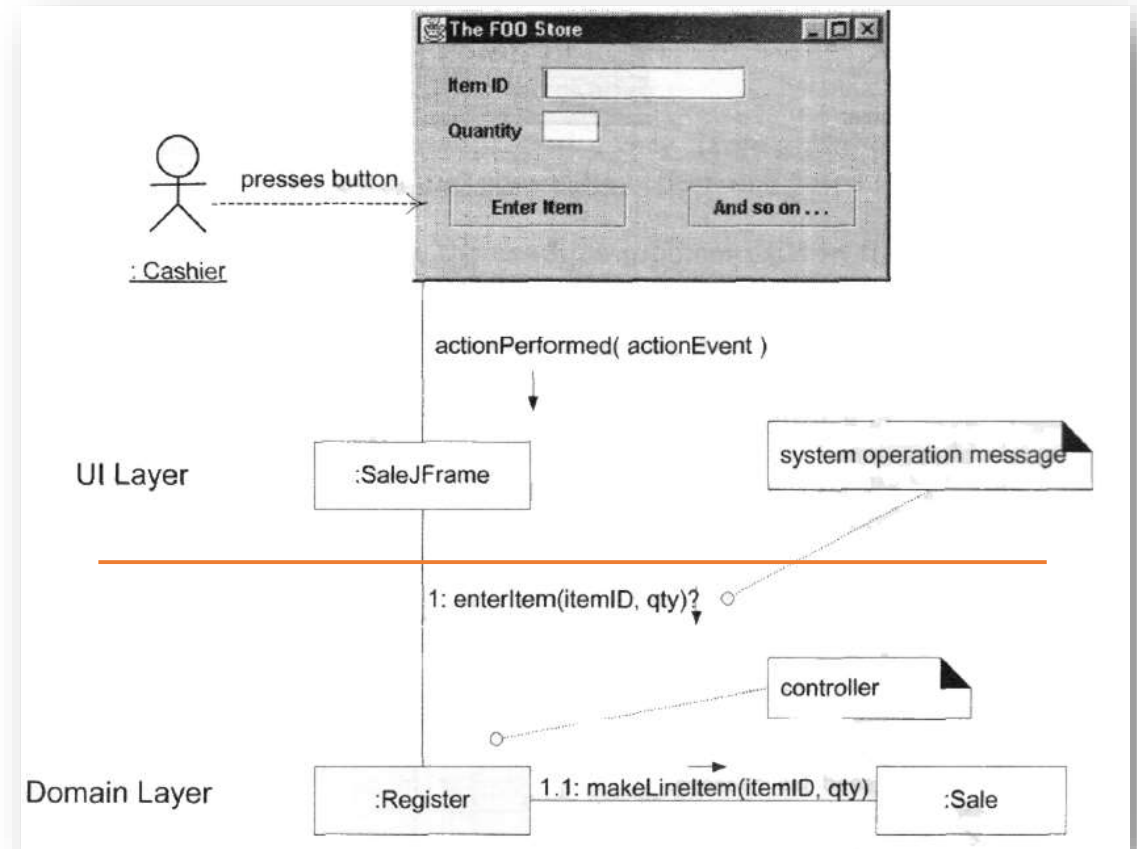 The FOO Store
Item ID
Quantity
presses button
Enter Item
And so on . . .
: Cashier
actionPerformed( actionEvent )
UI Layer
:SaleJFrame
system operation message
1: enterItem(itemID, qty)?
controller
Domain Layer
:Register
1.1: makeLineItem(itemID, qty)
:Sale